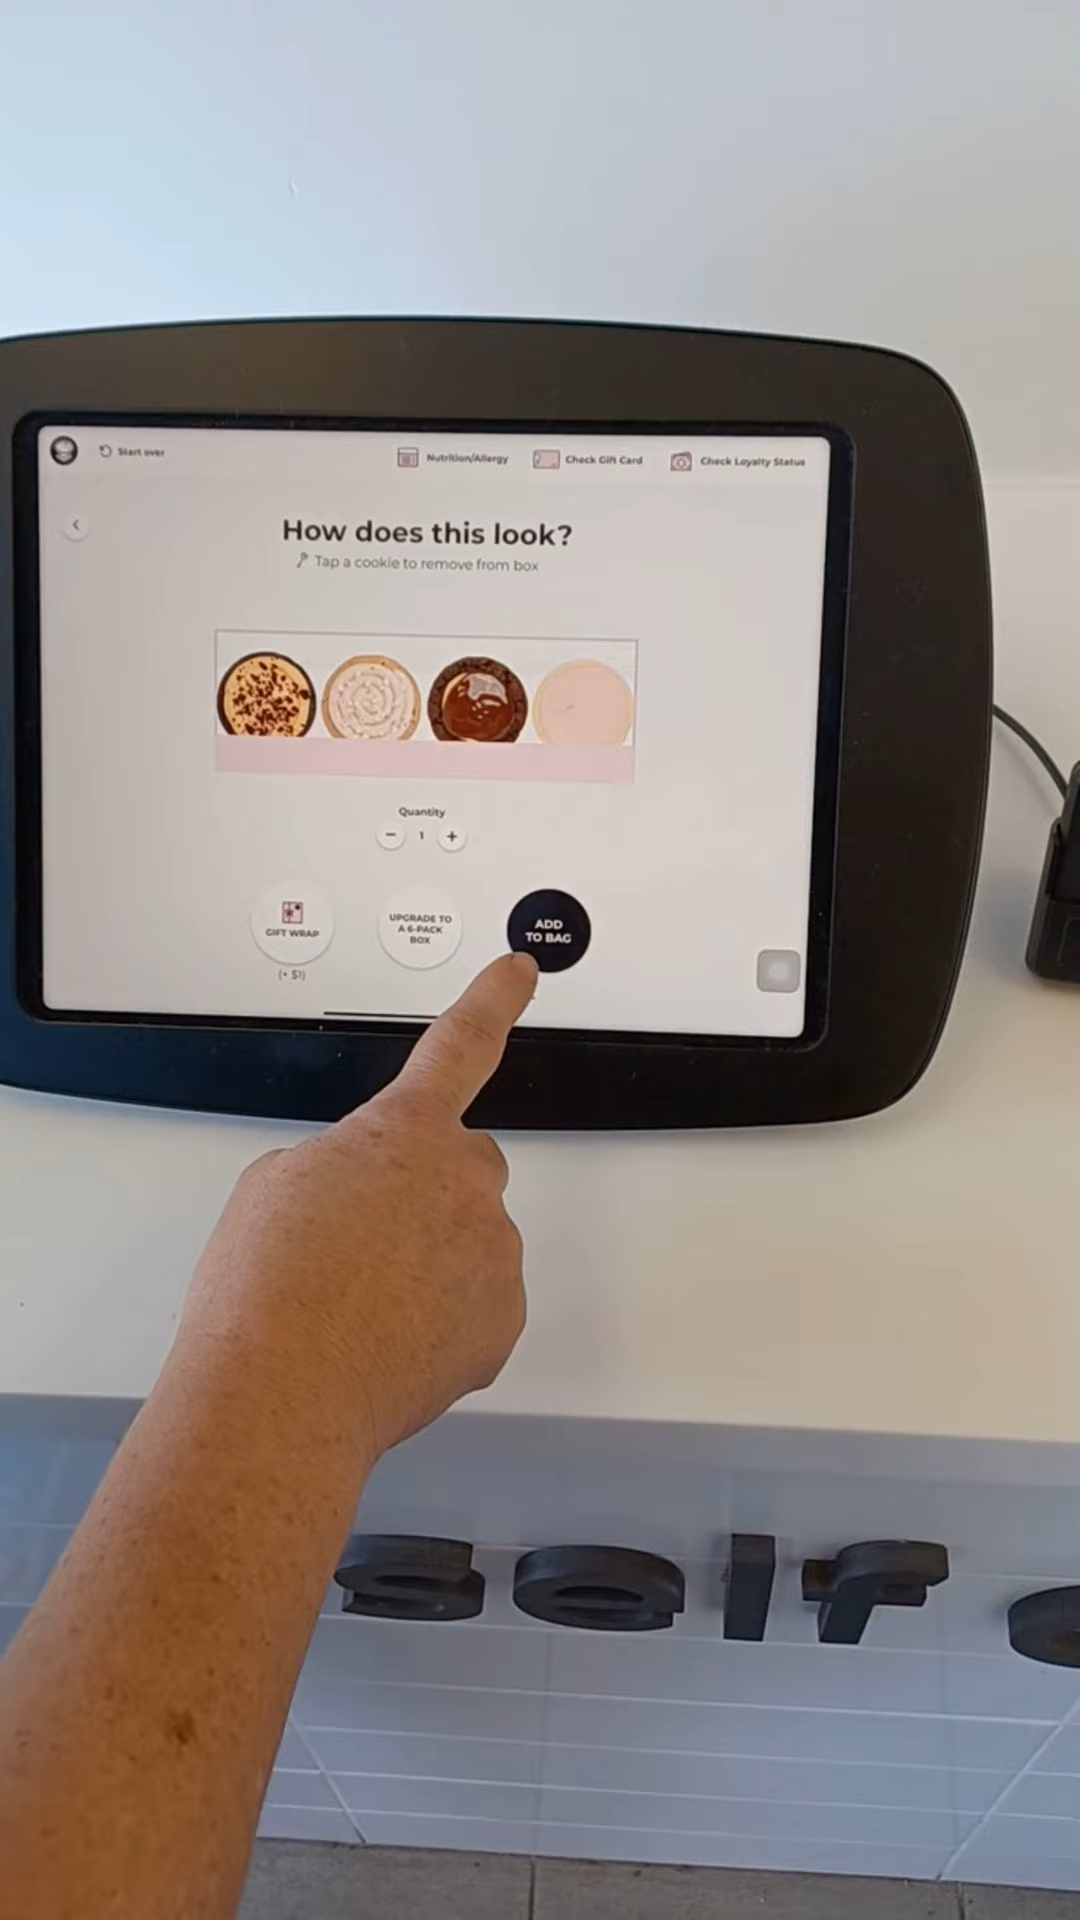 Start over
Nutrition/Allergy
Check Gift Card
Check Loyalty Status
How does this look?
Tap a cookie to remove from box
Quantity
− 1 +
GIFT WRAP
(+ $1)
UPGRADE TO
A 6-PACK
BOX
ADD
TO BAG
self